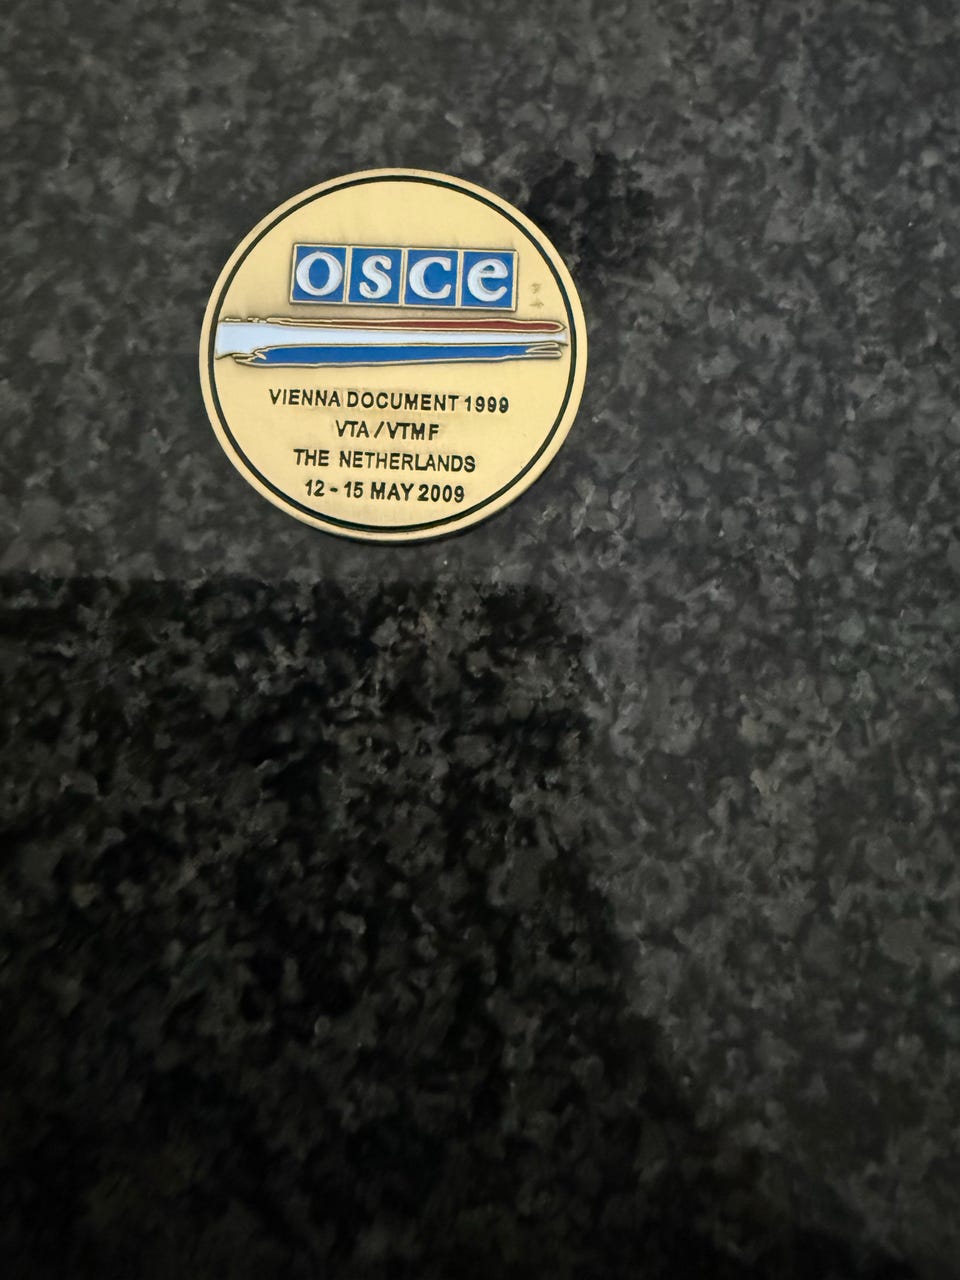 osce
VIENNA DOCUMENT 1999
VTA/VTMF
THE NETHERLANDS
12 - 15 MAY 2009